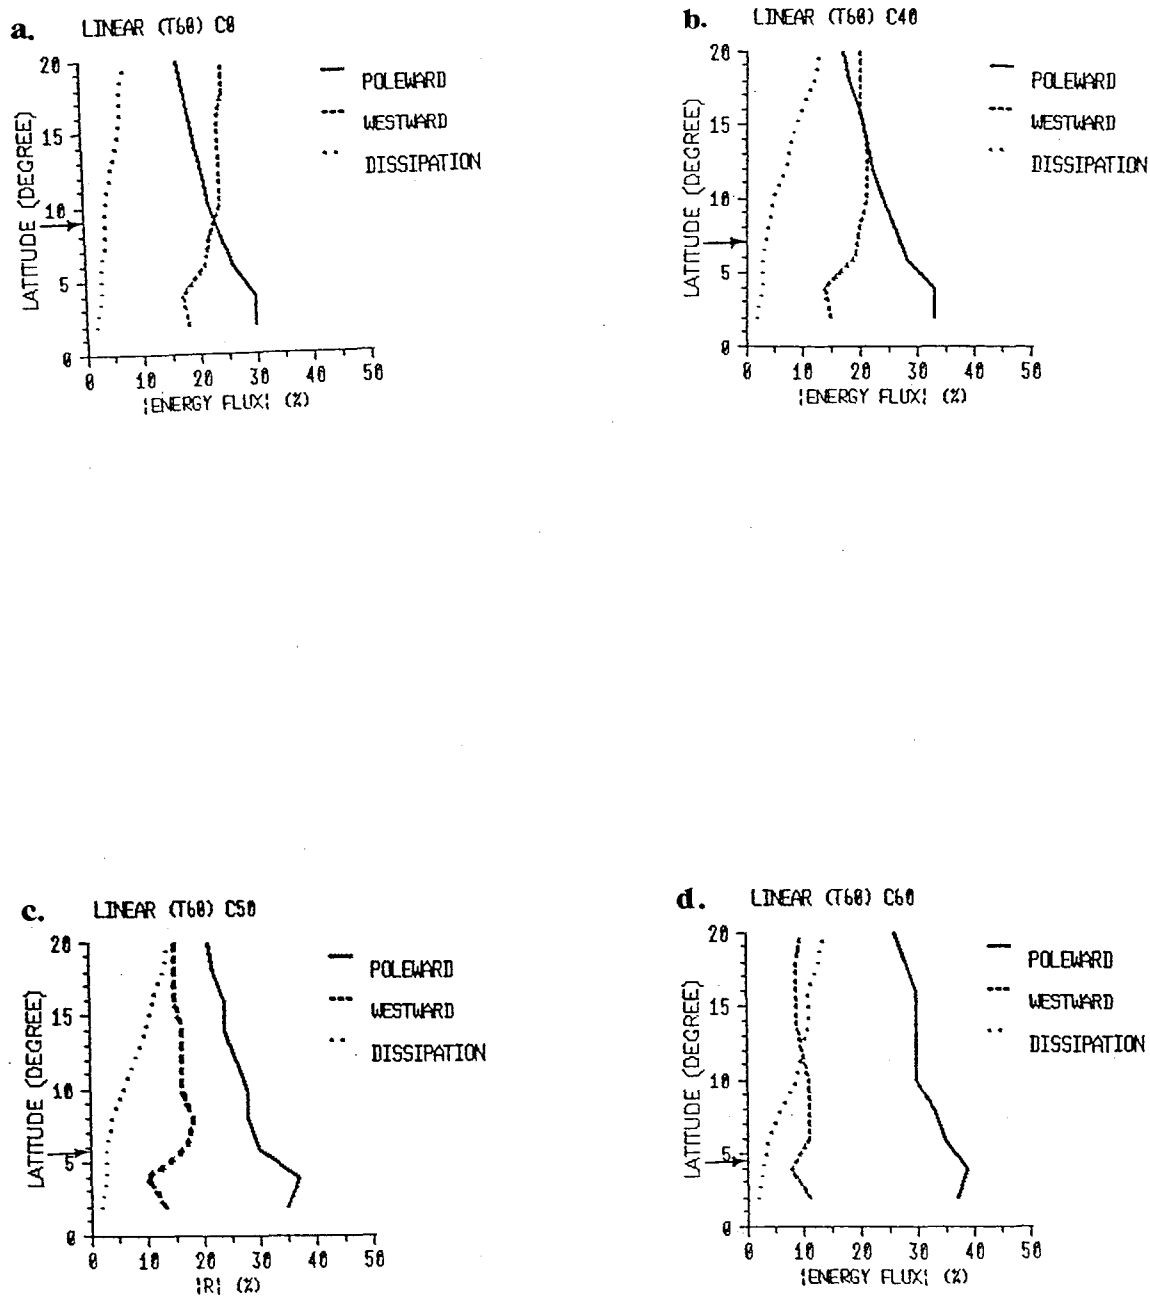 a. LINEAR (T60) C0
LATITUDE (DEGREE)
20
15
10
5
0
0 10 20 30 40 50
|ENERGY FLUX| (%)
POLEWARD
WESTWARD
DISSIPATION
b. LINEAR (T60) C40
LATITUDE (DEGREE)
20
15
10
5
0
0 10 20 30 40 50
|ENERGY FLUX| (%)
POLEWARD
WESTWARD
DISSIPATION
c. LINEAR (T60) C50
LATITUDE (DEGREE)
20
15
10
5
0
0 10 20 30 40 50
|R| (%)
POLEWARD
WESTWARD
DISSIPATION
d. LINEAR (T60) C60
LATITUDE (DEGREE)
20
15
10
5
0
0 10 20 30 40 50
|ENERGY FLUX| (%)
POLEWARD
WESTWARD
DISSIPATION